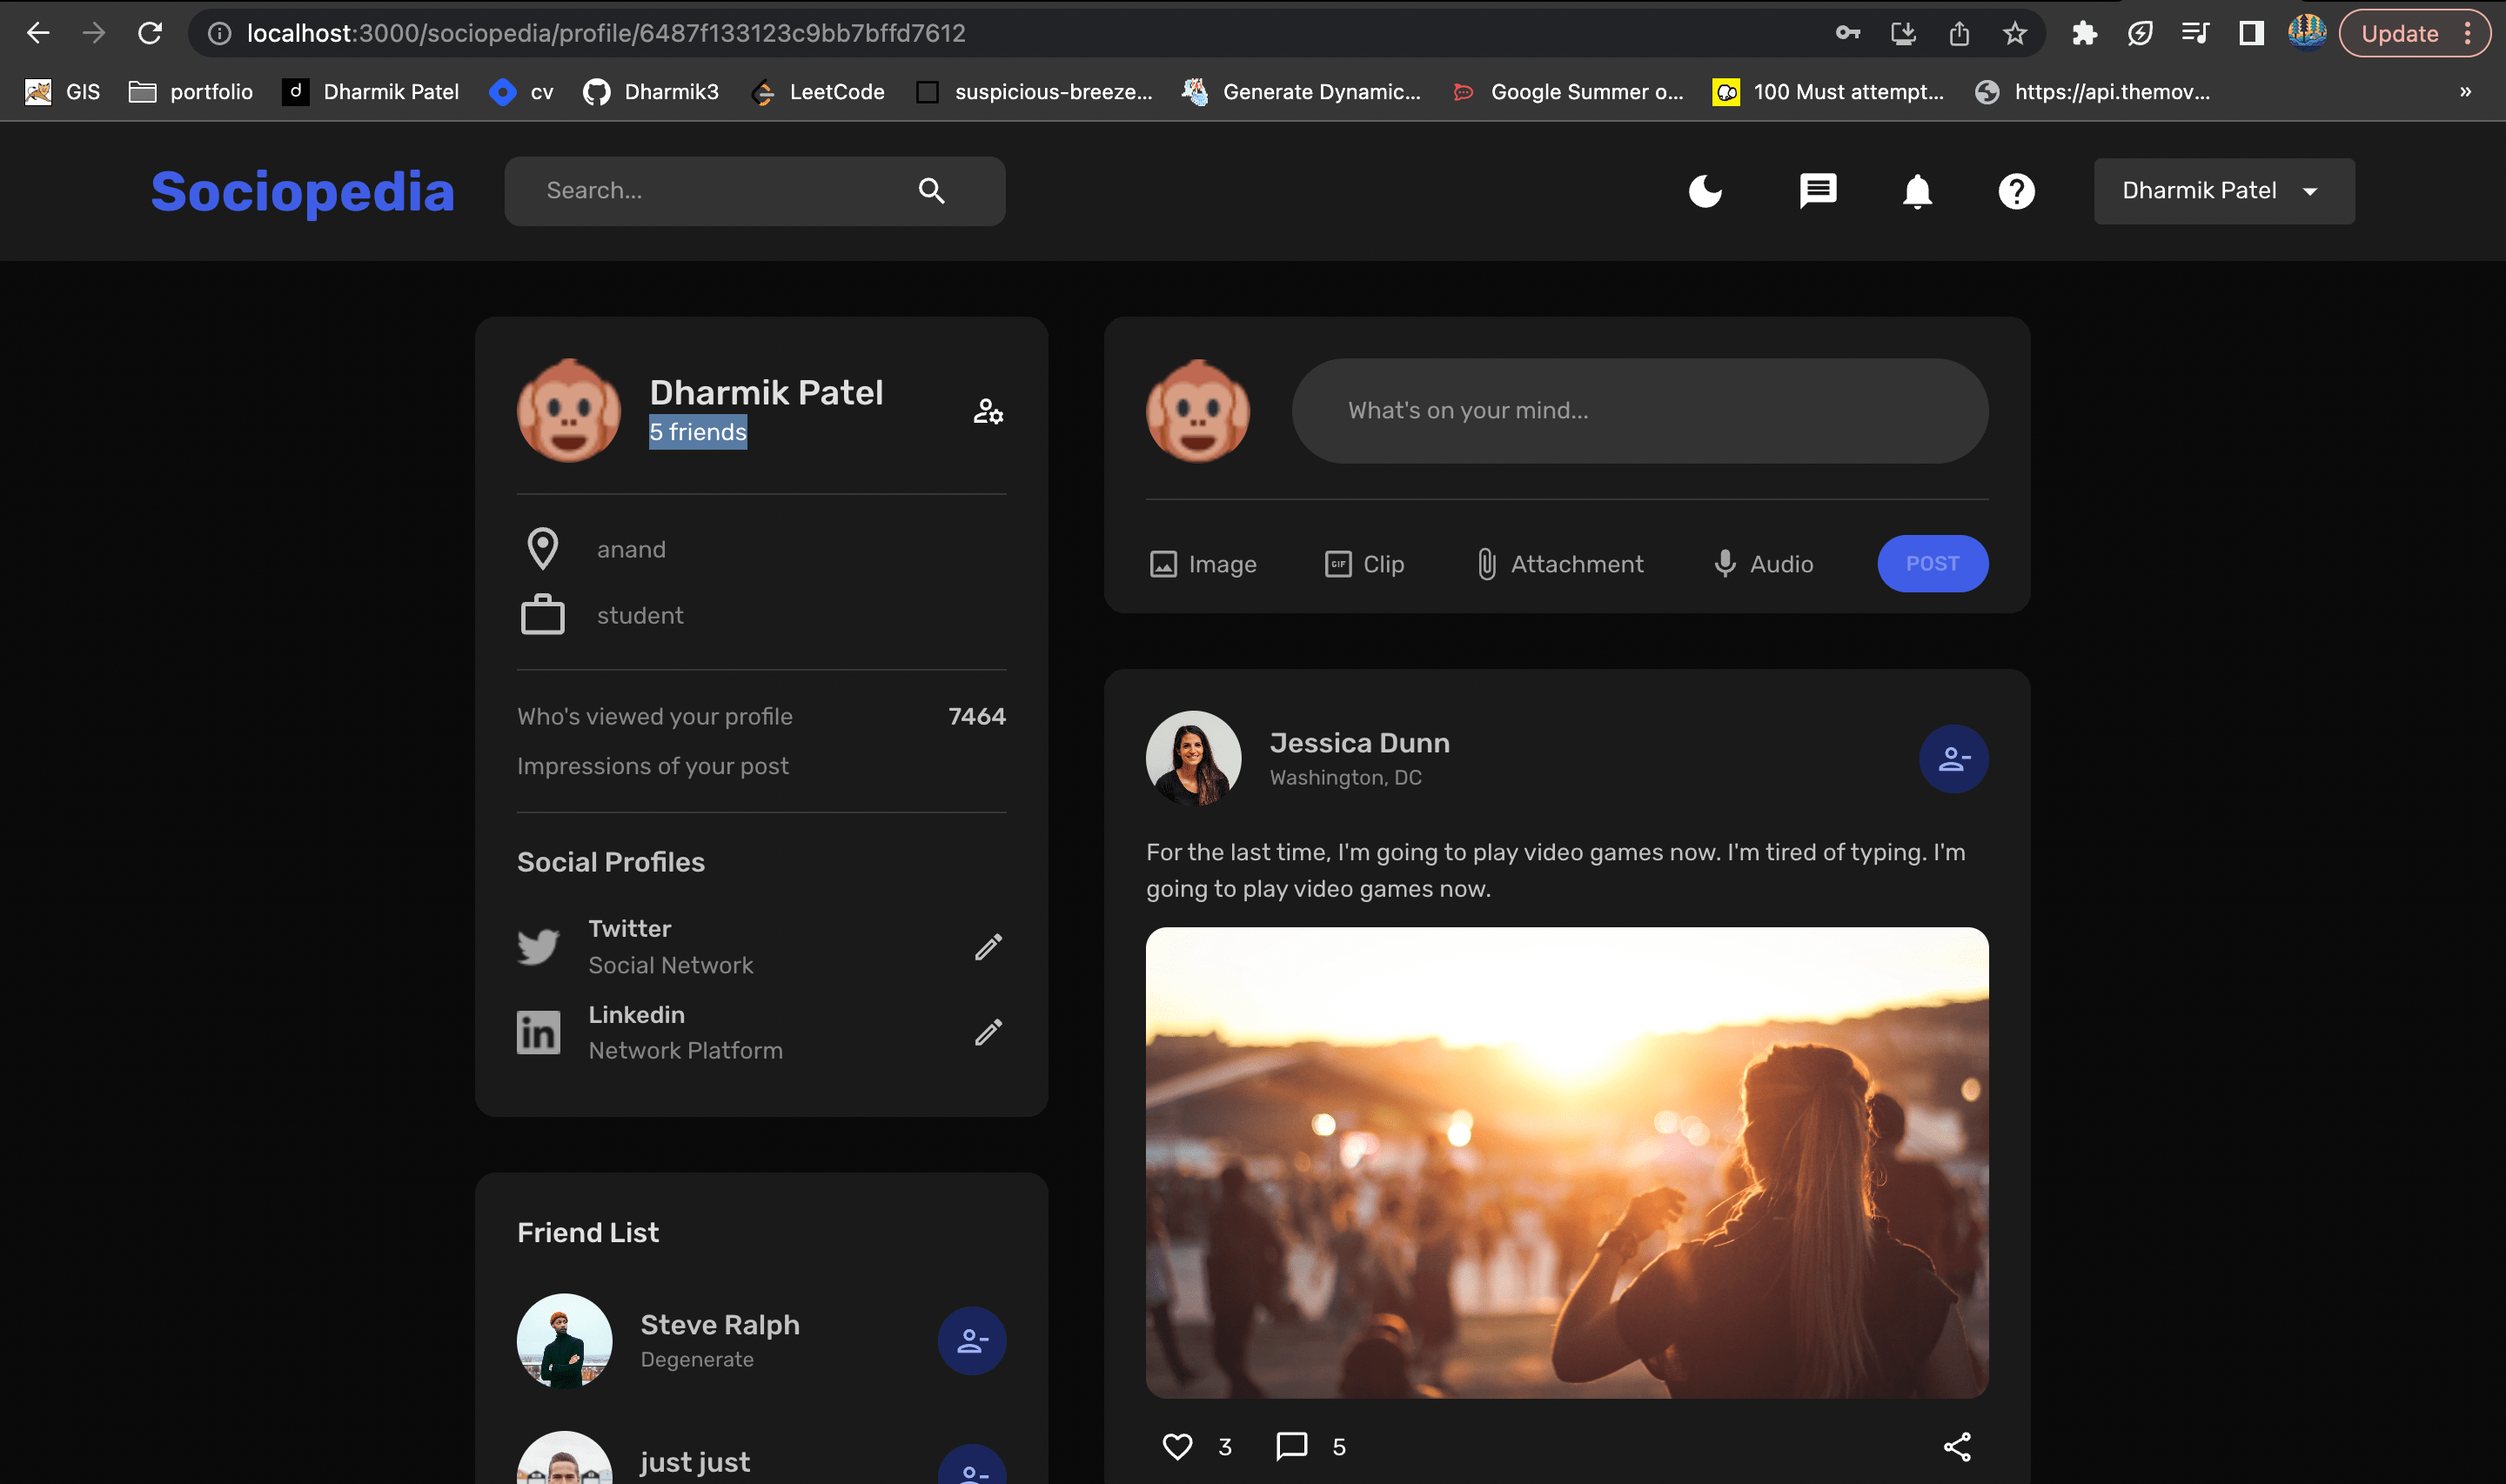 localhost:3000/sociopedia/profile/6487f133123c9bb7bffd7612
Update
GIS
portfolio
d
Dharmik Patel
cv
Dharmik3
LeetCode
suspicious-breeze...
Generate Dynamic...
Google Summer o...
100 Must attempt...
https://api.themov...
»
Sociopedia
Search...
Dharmik Patel
Dharmik Patel
5 friends
anand
student
Who's viewed your profile 7464
Impressions of your post
Social Profiles
Twitter
Social Network
in
Linkedin
Network Platform
Friend List
Steve Ralph
Degenerate
just just
What's on your mind...
Image
GIF
Clip
Attachment
Audio
POST
Jessica Dunn
Washington, DC
For the last time, I'm going to play video games now. I'm tired of typing. I'm
going to play video games now.
3
5